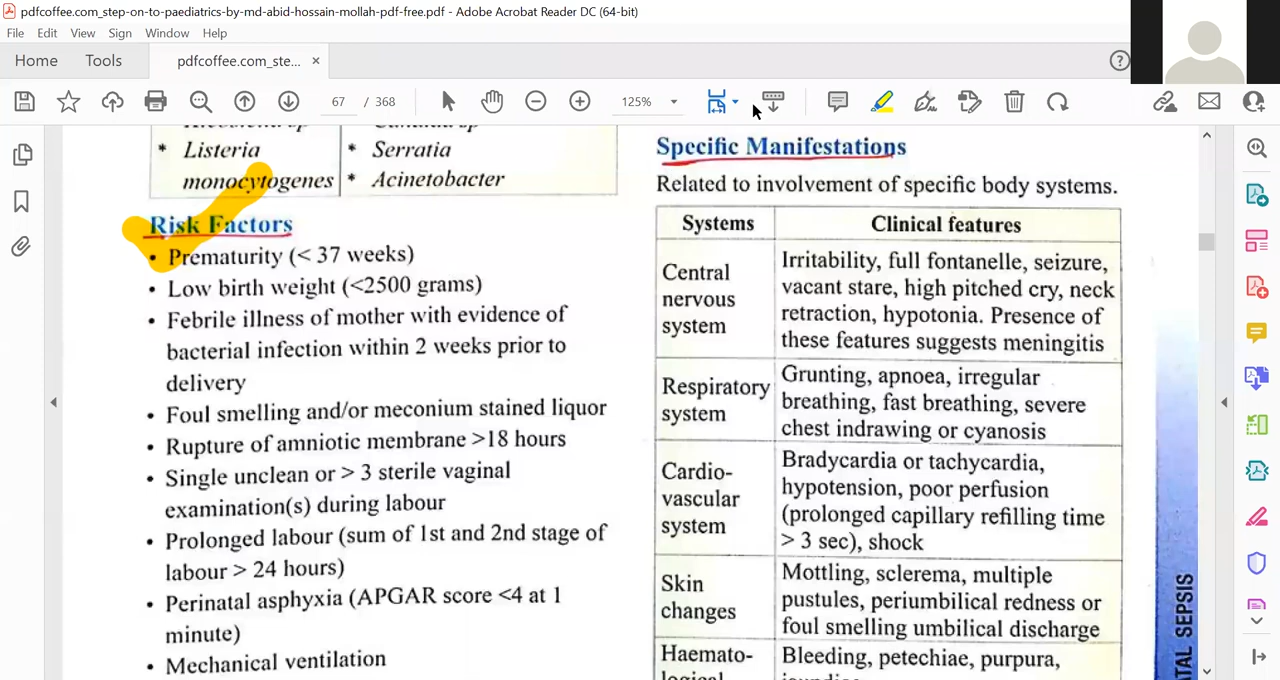 pdfcoffee.com_step-on-to-paediatrics-by-md-abid-hossain-mollah-pdf-free.pdf - Adobe Acrobat Reader DC (64-bit)
File Edit View Sign Window Help
Home Tools pdfcoffee.com_ste... ×
67 / 368 125%
* Listeria * Serratia
monocytogenes * Acinetobacter
Risk Factors
• Prematurity (< 37 weeks)
• Low birth weight (<2500 grams)
• Febrile illness of mother with evidence of
bacterial infection within 2 weeks prior to
delivery
• Foul smelling and/or meconium stained liquor
• Rupture of amniotic membrane >18 hours
• Single unclean or > 3 sterile vaginal
examination(s) during labour
• Prolonged labour (sum of 1st and 2nd stage of
labour > 24 hours)
• Perinatal asphyxia (APGAR score <4 at 1
minute)
• Mechanical ventilation
Specific Manifestations
Related to involvement of specific body systems.
Systems Clinical features
Central
nervous
system
Irritability, full fontanelle, seizure,
vacant stare, high pitched cry, neck
retraction, hypotonia. Presence of
these features suggests meningitis
Respiratory
system
Grunting, apnoea, irregular
breathing, fast breathing, severe
chest indrawing or cyanosis
Cardio-
vascular
system
Bradycardia or tachycardia,
hypotension, poor perfusion
(prolonged capillary refilling time
> 3 sec), shock
Skin
changes
Mottling, sclerema, multiple
pustules, periumbilical redness or
foul smelling umbilical discharge
Haemato-
Bleeding, petechiae, purpura,
SEPSIS